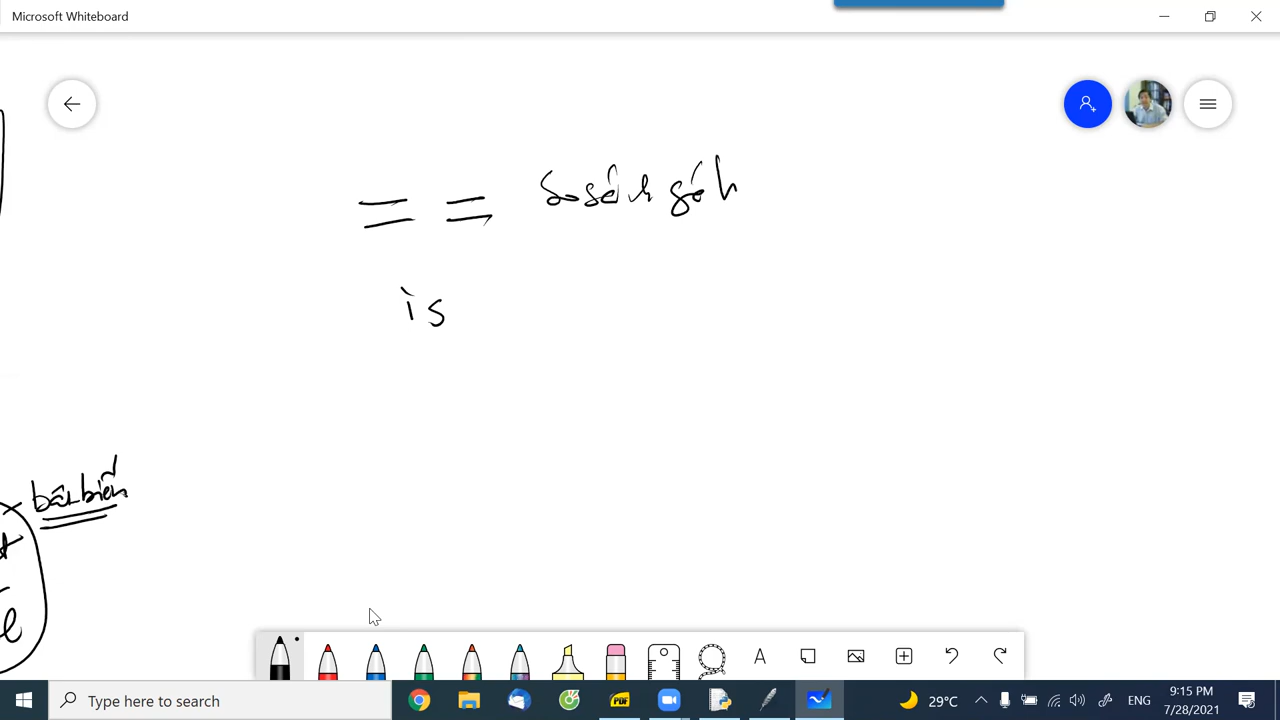 Microsoft Whiteboard
== so sánh
is
bất biến
A
Type here to search
PDF
29°C
ENG
9:15 PM
7/28/2021